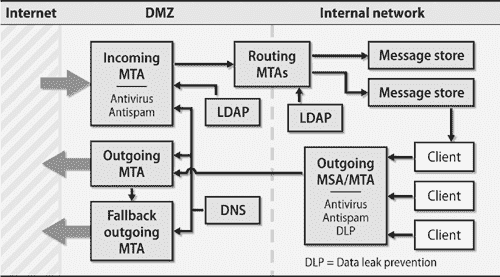 Internet
DMZ
Internal network
Incoming
MTA
Antivirus
Antispam
Routing
MTAs
Message store
Message store
LDAP
LDAP
Outgoing
MTA
Outgoing
MSA/MTA
Antivirus
Antispam
DLP
Client
Client
Client
Fallback
outgoing
MTA
DNS
DLP = Data leak prevention